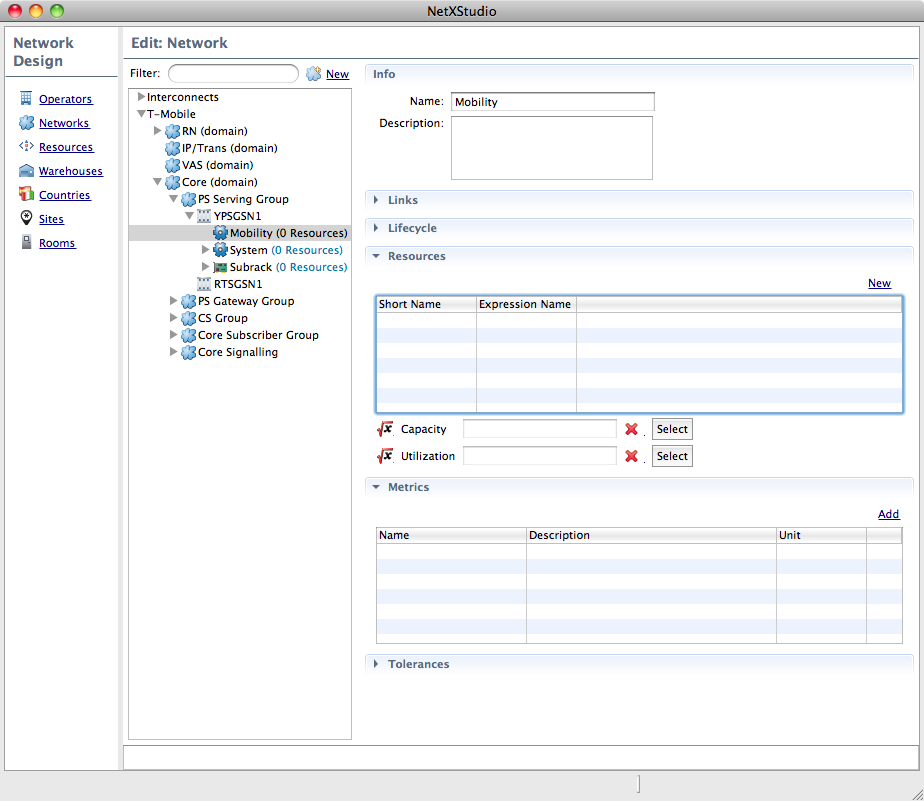 NetXStudio
Network
Design
Operators
Networks
Resources
Warehouses
Countries
Sites
Rooms
Edit: Network
Filter:
New
Interconnects
T-Mobile
RN (domain)
IP/Trans (domain)
VAS (domain)
Core (domain)
PS Serving Group
YPSGSN1
Mobility (0 Resources)
System (0 Resources)
Subrack (0 Resources)
RTSGSN1
PS Gateway Group
CS Group
Core Subscriber Group
Core Signalling
Info
Name: Mobility
Description:
Links
Lifecycle
Resources
New
Short Name Expression Name
√x Capacity . Select
√x Utilization . Select
Metrics
Add
Name Description Unit
Tolerances